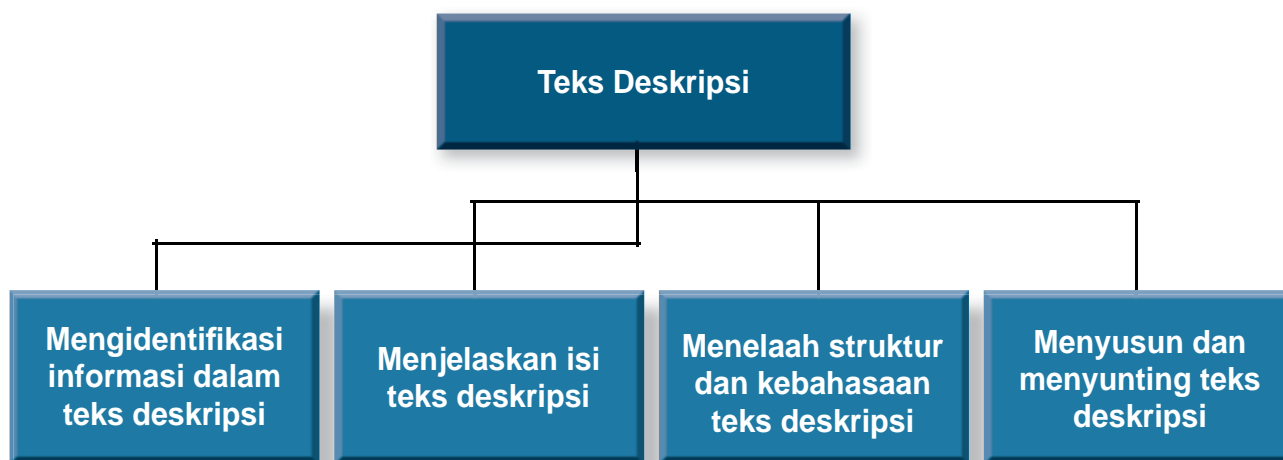 Teks Deskripsi
Mengidentifikasi
informasi dalam
teks deskripsi
Menjelaskan isi
teks deskripsi
Menelaah struktur
dan kebahasaan
teks deskripsi
Menyusun dan
menyunting teks
deskripsi